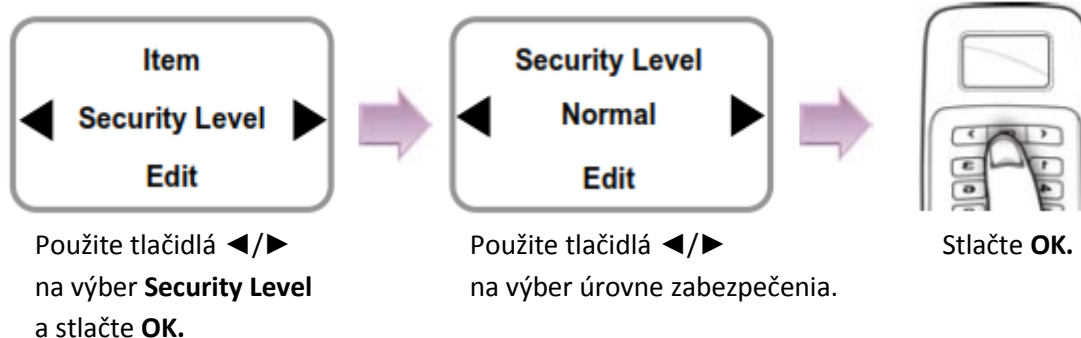 Item
◀ Security Level ▶
Edit
Security Level
◀ Normal ▶
Edit
Použite tlačidlá ◄/►
na výber Security Level
a stlačte OK.
Použite tlačidlá ◄/►
na výber úrovne zabezpečenia.
Stlačte OK.